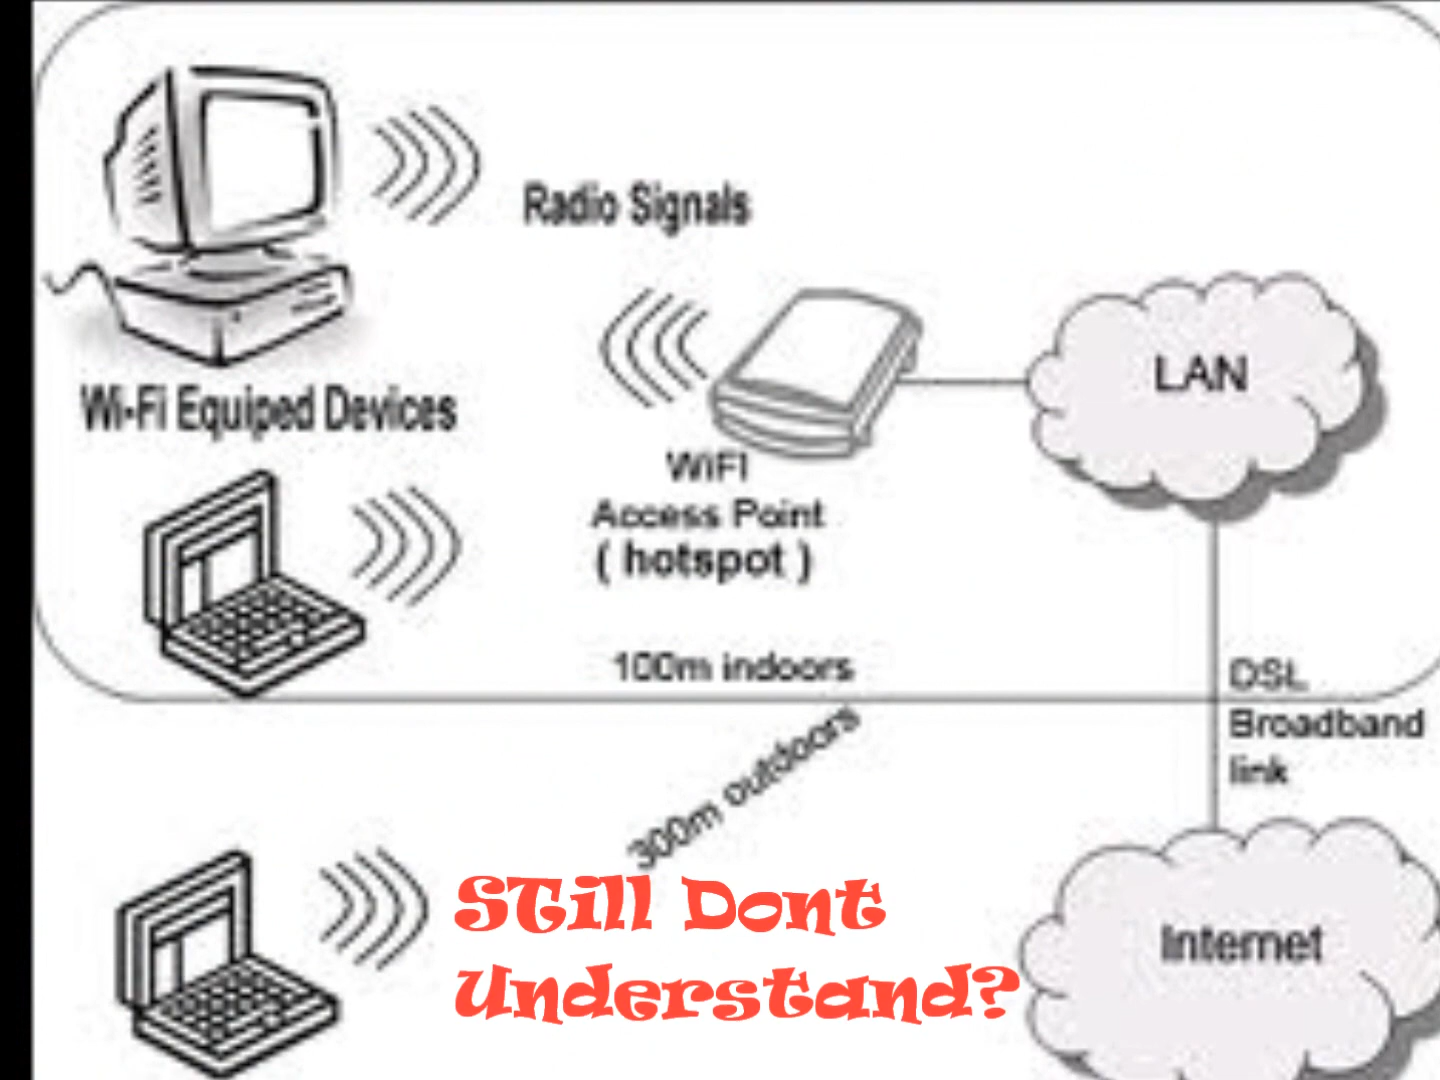 Radio Signals
LAN
Wi-Fi Equiped Devices
WiFI
Access Point
( hotspot )
100m indoors
DSL
Broadband
link
300m outdoors
STill Dont
Understand?
Internet